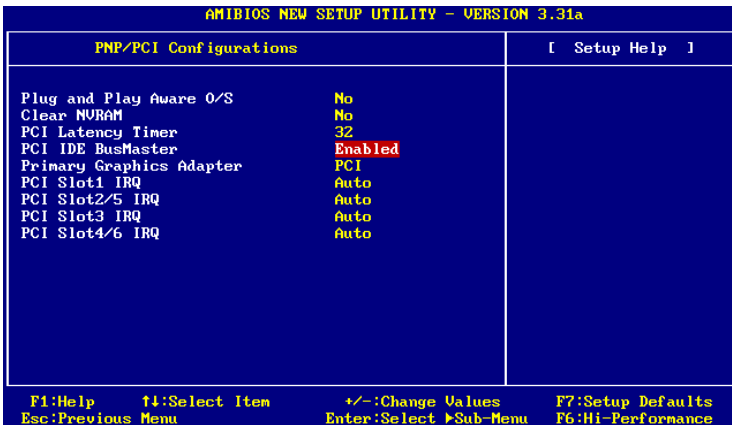 AMIBIOS NEW SETUP UTILITY - VERSION 3.31a
PNP/PCI Configurations
[ Setup Help ]
Plug and Play Aware O/S No
Clear NVRAM No
PCI Latency Timer 32
PCI IDE BusMaster Enabled
Primary Graphics Adapter PCI
PCI Slot1 IRQ Auto
PCI Slot2/5 IRQ Auto
PCI Slot3 IRQ Auto
PCI Slot4/6 IRQ Auto
F1:Help ↑↓:Select Item +/-:Change Values F7:Setup Defaults
Esc:Previous Menu Enter:Select ►Sub-Menu F6:Hi-Performance